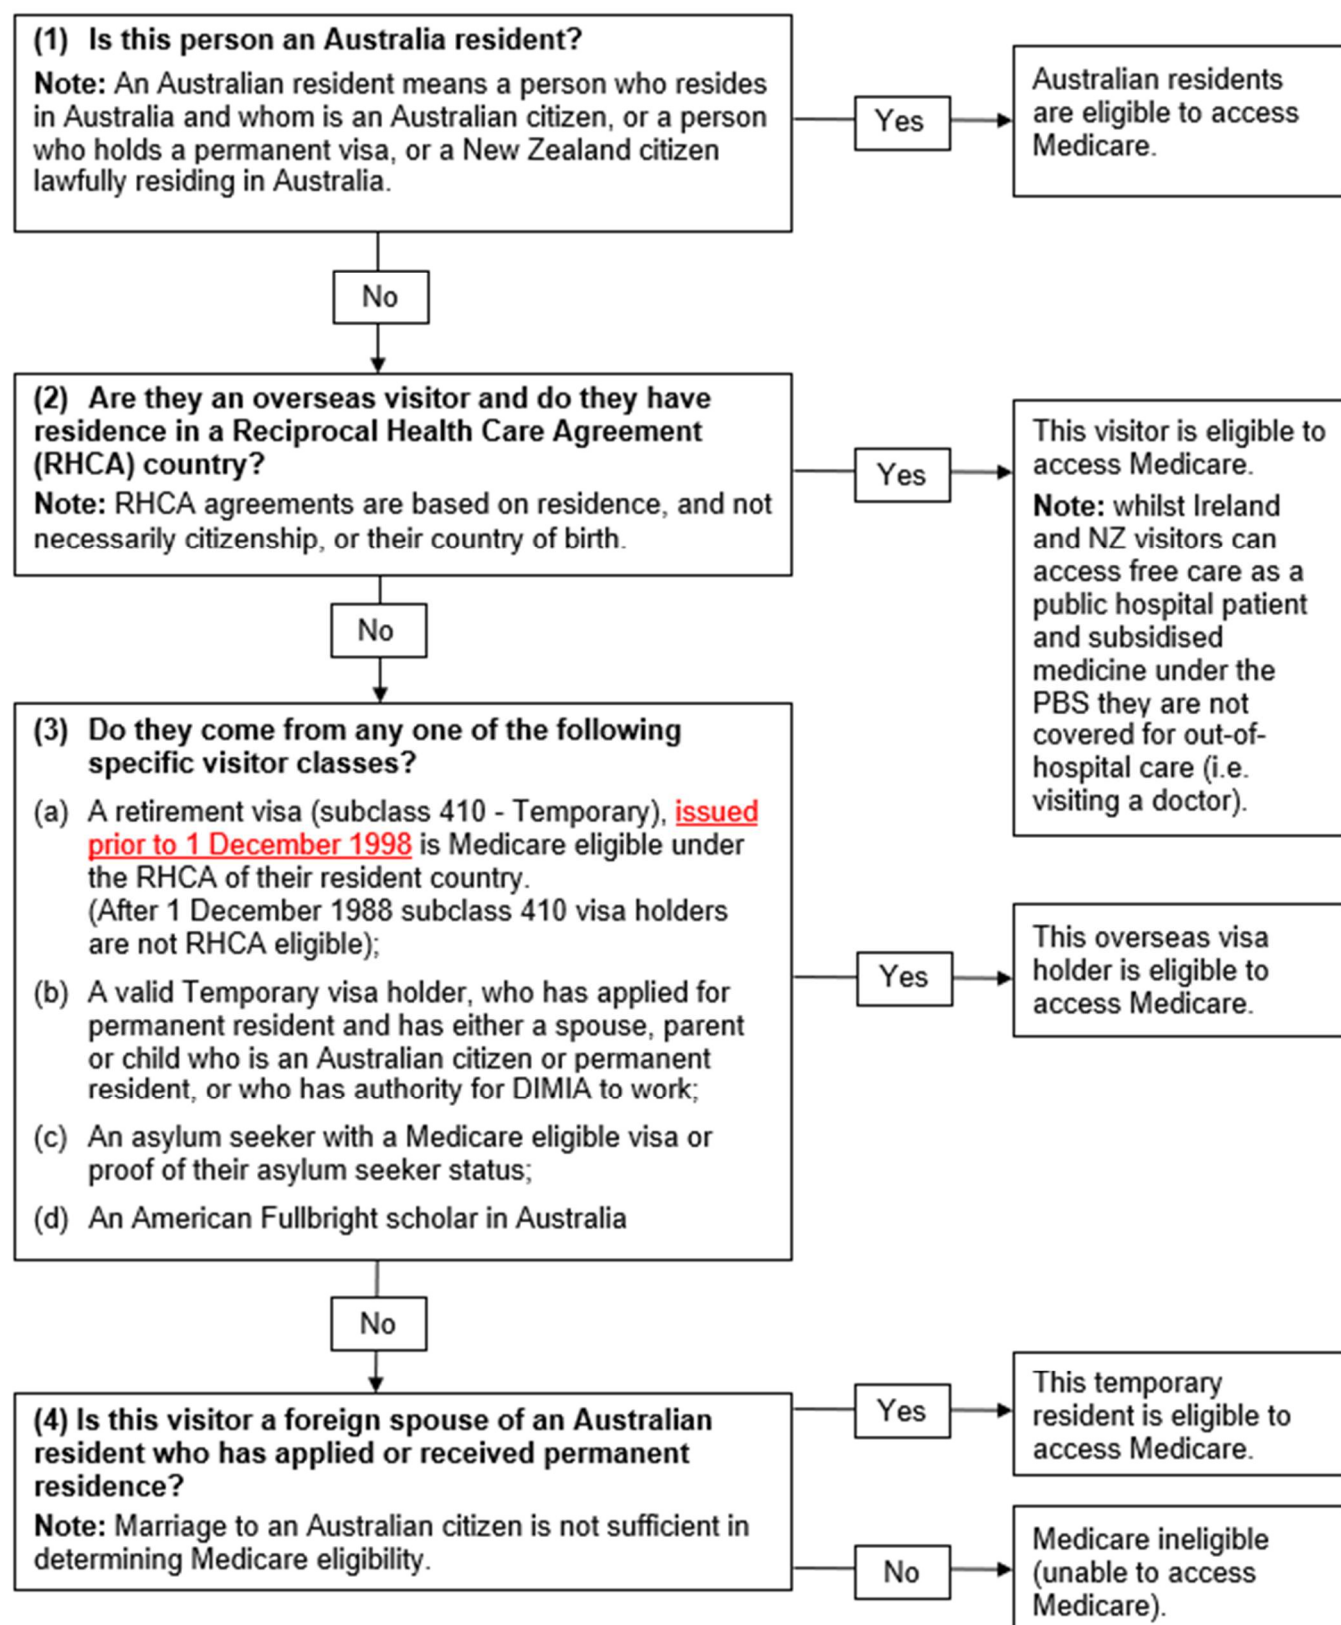 (1) Is this person an Australia resident?
Note: An Australian resident means a person who resides
in Australia and whom is an Australian citizen, or a person
who holds a permanent visa, or a New Zealand citizen
lawfully residing in Australia.
Yes
Australian residents
are eligible to access
Medicare.
No
(2) Are they an overseas visitor and do they have
residence in a Reciprocal Health Care Agreement
(RHCA) country?
Note: RHCA agreements are based on residence, and not
necessarily citizenship, or their country of birth.
Yes
This visitor is eligible to
access Medicare.
Note: whilst Ireland
and NZ visitors can
access free care as a
public hospital patient
and subsidised
medicine under the
PBS they are not
covered for out-of-
hospital care (i.e.
visiting a doctor).
No
(3) Do they come from any one of the following
specific visitor classes?
(a) A retirement visa (subclass 410 - Temporary), issued
prior to 1 December 1998 is Medicare eligible under
the RHCA of their resident country.
(After 1 December 1988 subclass 410 visa holders
are not RHCA eligible);
(b) A valid Temporary visa holder, who has applied for
permanent resident and has either a spouse, parent
or child who is an Australian citizen or permanent
resident, or who has authority for DIMIA to work;
(c) An asylum seeker with a Medicare eligible visa or
proof of their asylum seeker status;
(d) An American Fullbright scholar in Australia
Yes
This overseas visa
holder is eligible to
access Medicare.
No
(4) Is this visitor a foreign spouse of an Australian
resident who has applied or received permanent
residence?
Note: Marriage to an Australian citizen is not sufficient in
determining Medicare eligibility.
Yes
This temporary
resident is eligible to
access Medicare.
No
Medicare ineligible
(unable to access
Medicare).